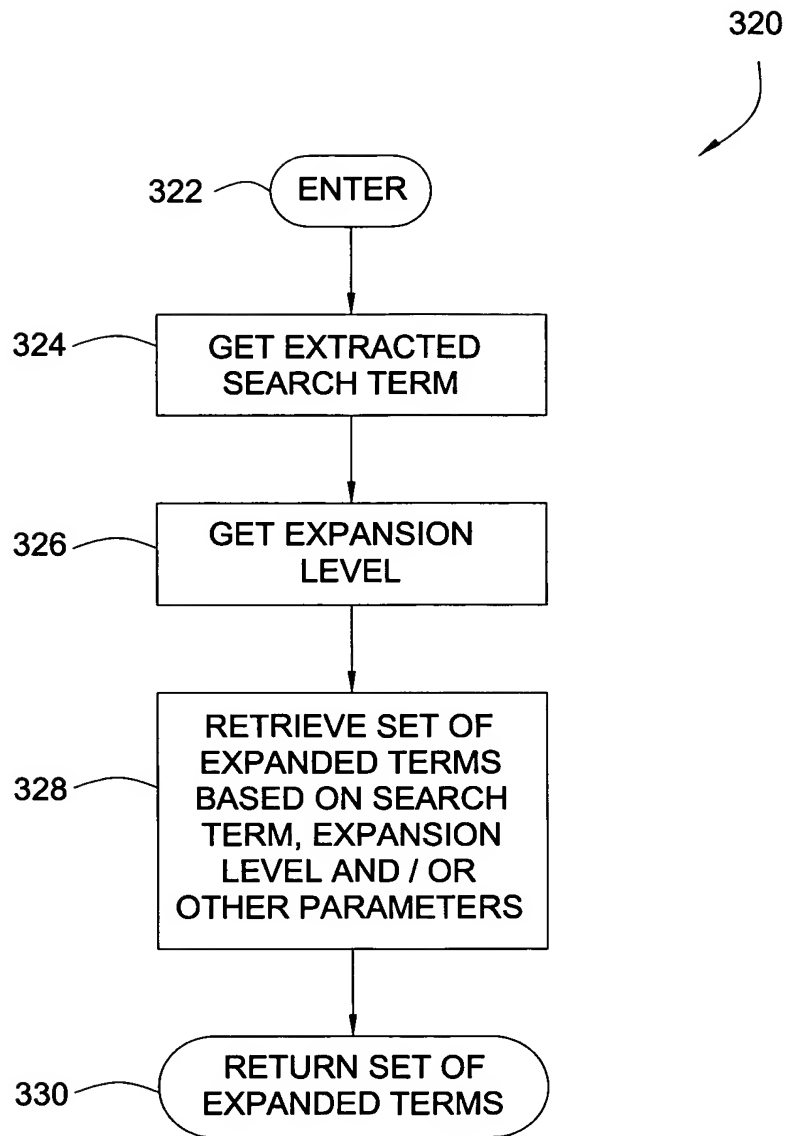 320
322
ENTER
324
GET EXTRACTED
SEARCH TERM
326
GET EXPANSION
LEVEL
328
RETRIEVE SET OF
EXPANDED TERMS
BASED ON SEARCH
TERM, EXPANSION
LEVEL AND / OR
OTHER PARAMETERS
330
RETURN SET OF
EXPANDED TERMS